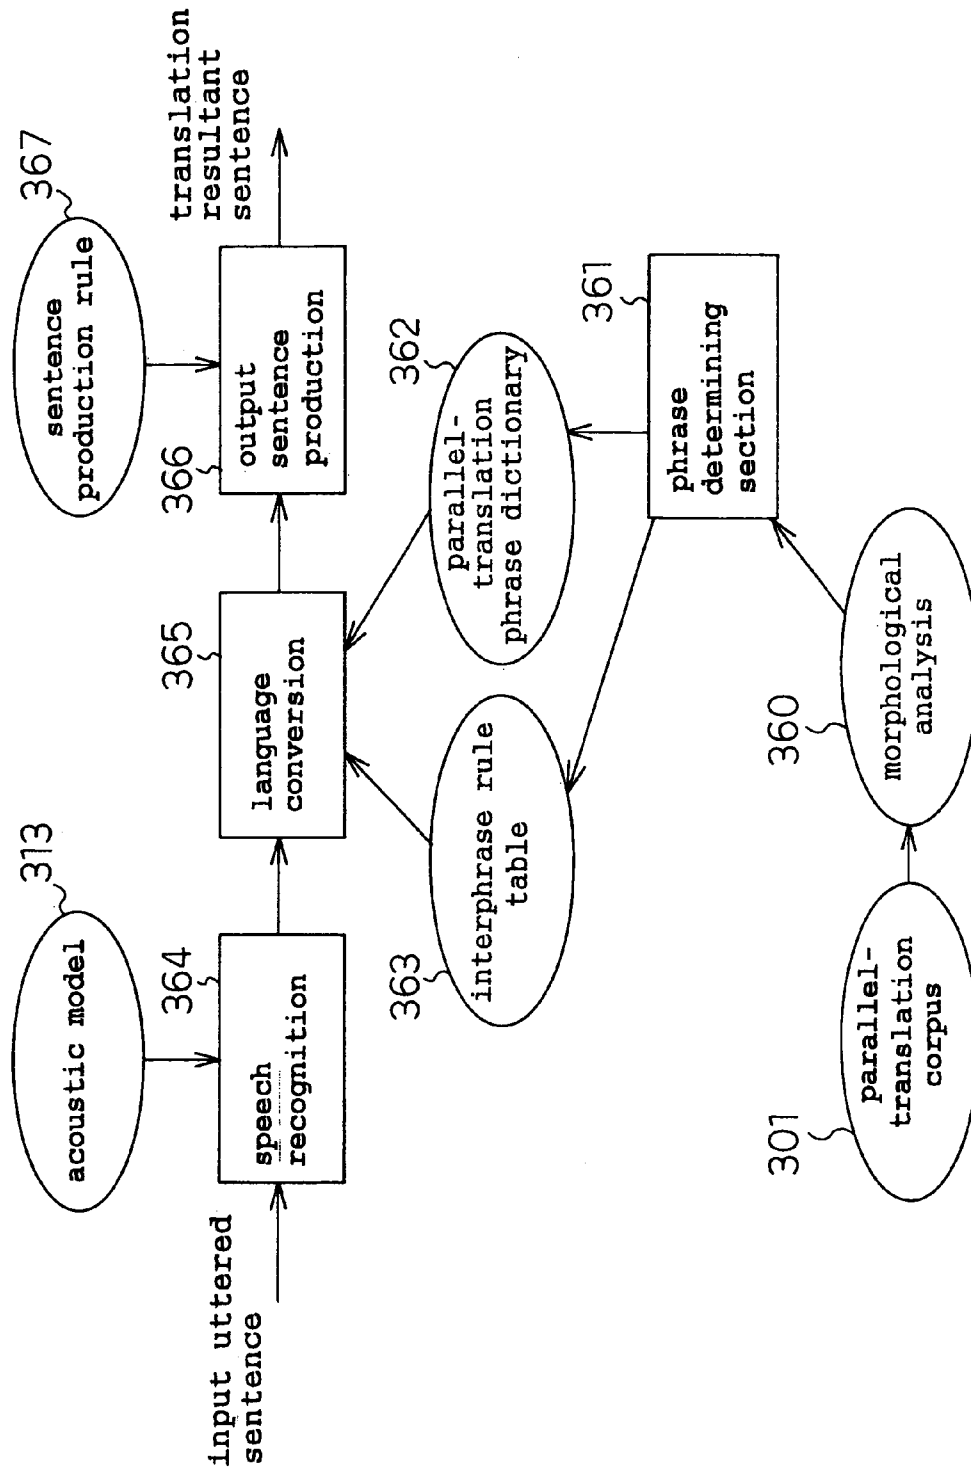 acoustic model
313
sentence
production rule
367
input uttered
sentence
364
speech
recognition
365
language
conversion
366
output
sentence
production
translation
resultant
sentence
363
interphrase rule
table
362
parallel-
translation
phrase dictionary
361
phrase
determining
section
301
parallel-
translation
corpus
360
morphological
analysis